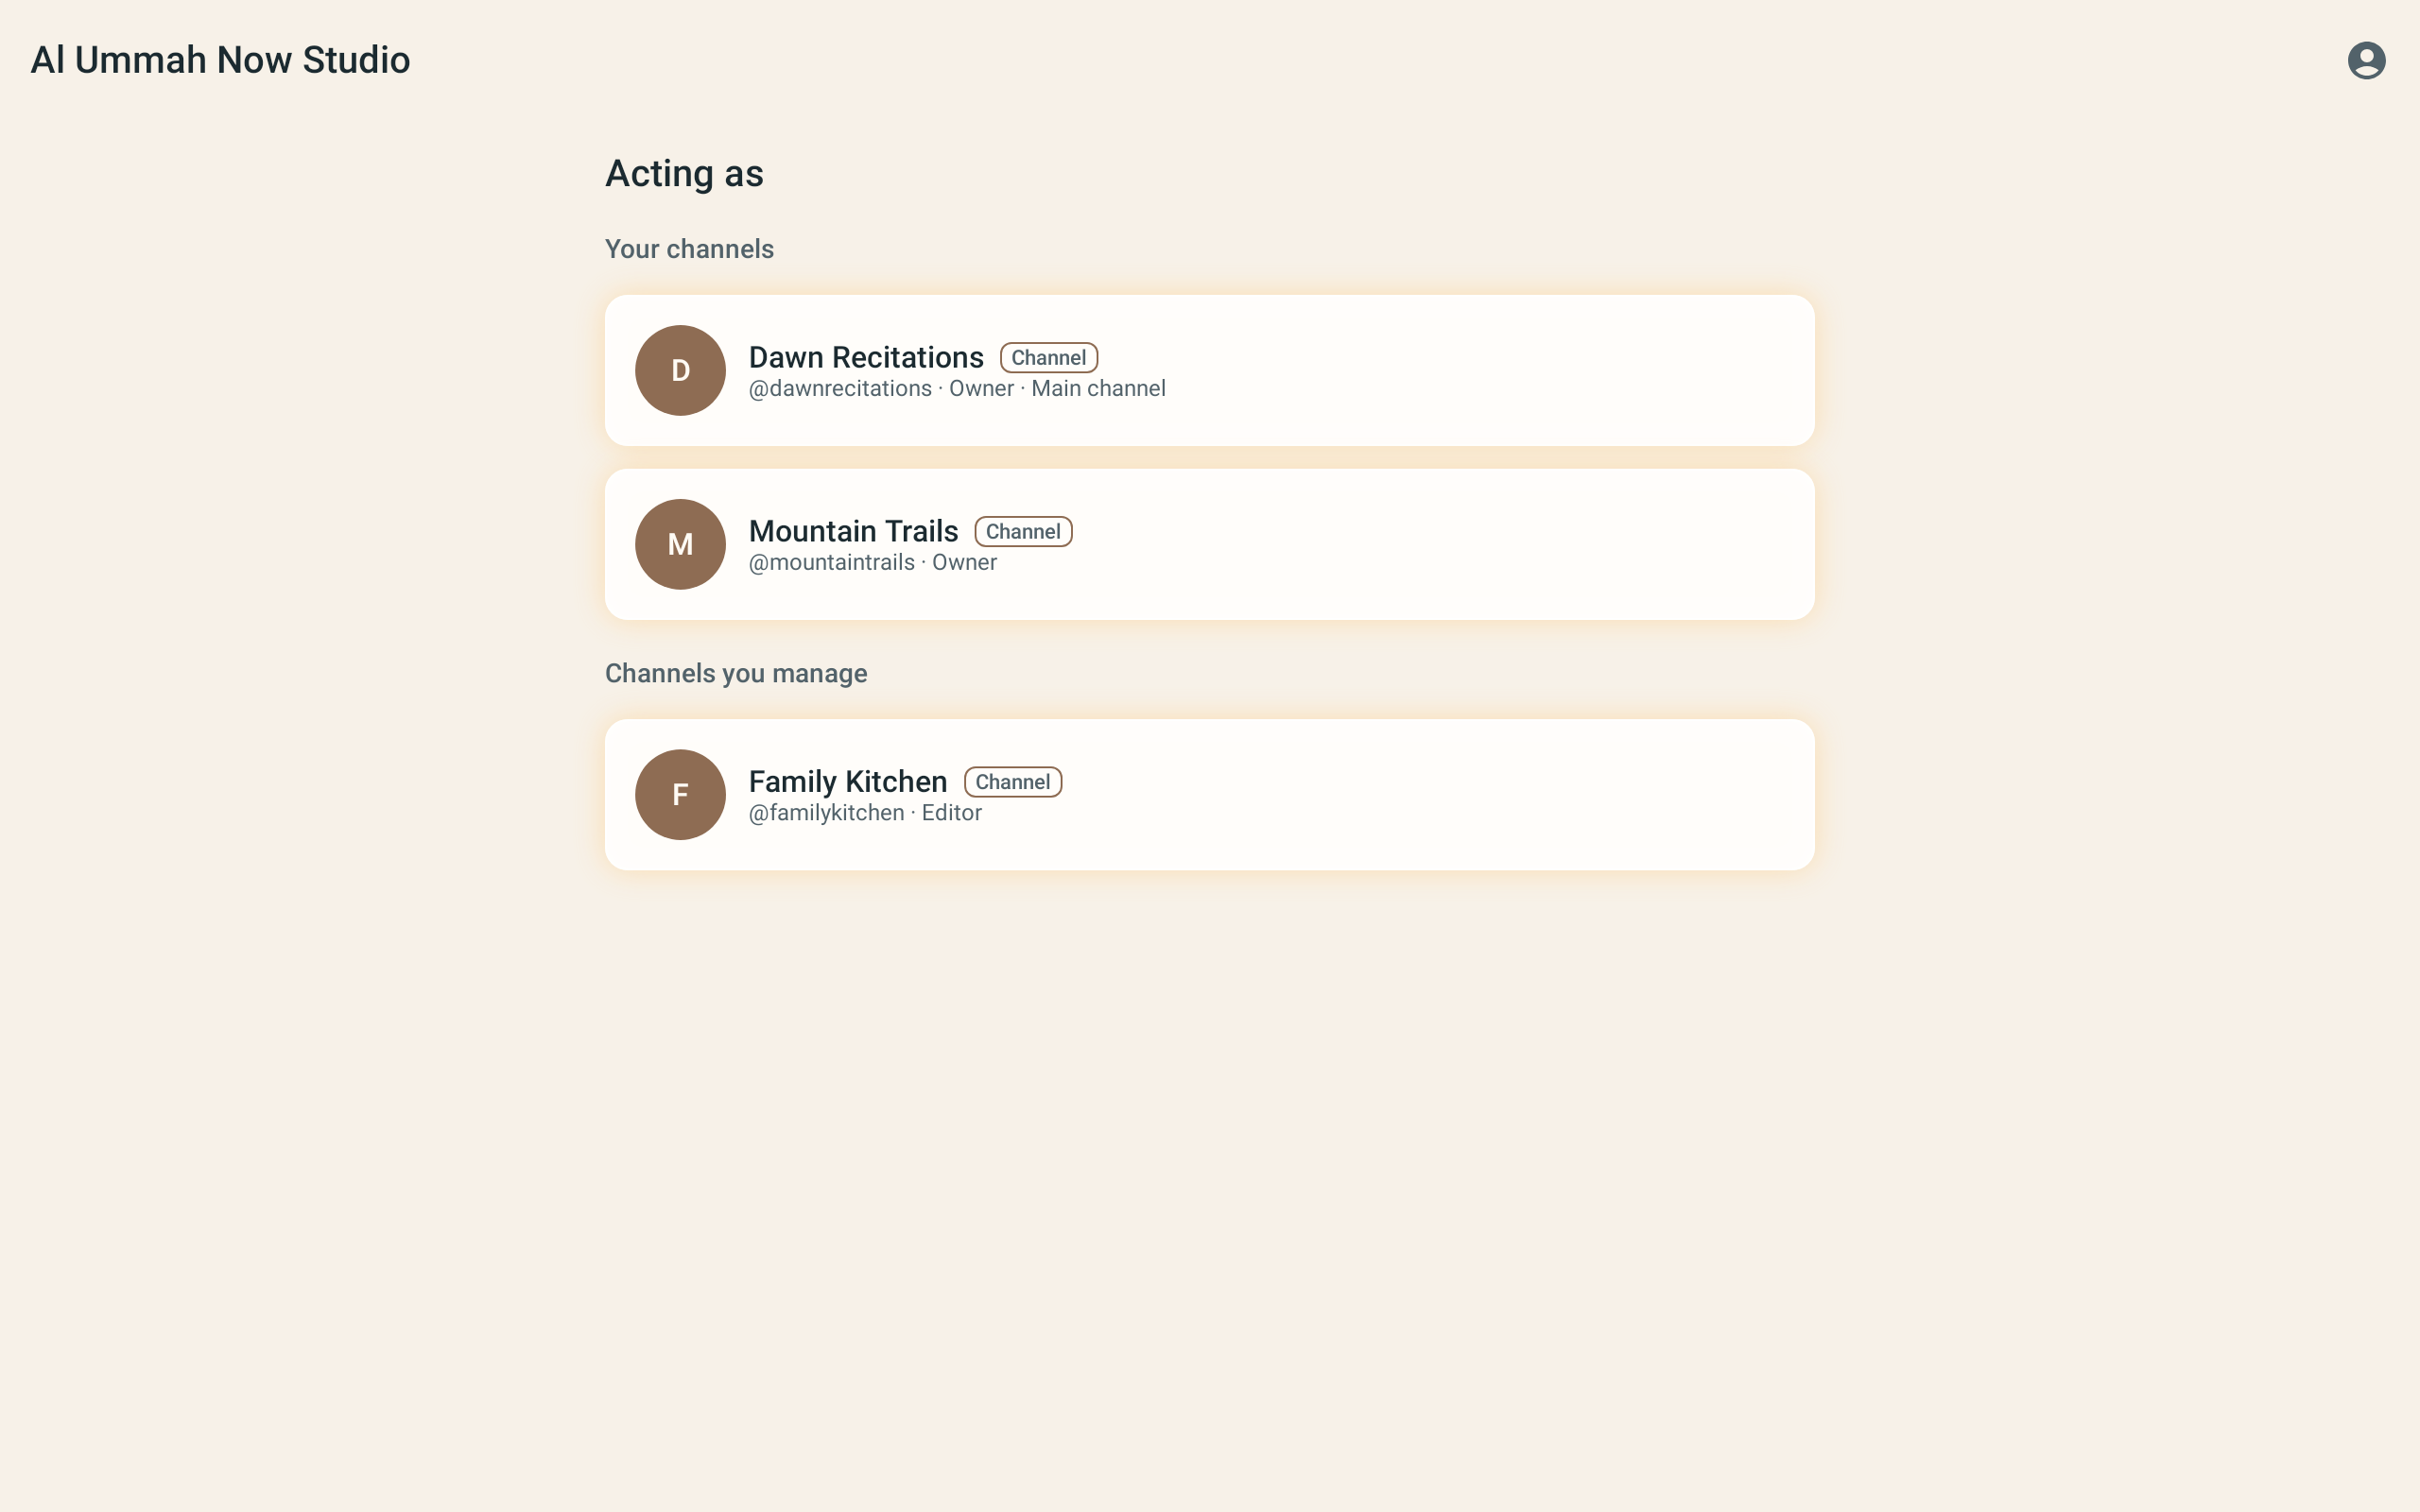 Al Ummah Now Studio
Acting as
Your channels
D
Dawn Recitations Channel
@dawnrecitations · Owner · Main channel
M
Mountain Trails Channel
@mountaintrails · Owner
Channels you manage
F
Family Kitchen Channel
@familykitchen · Editor